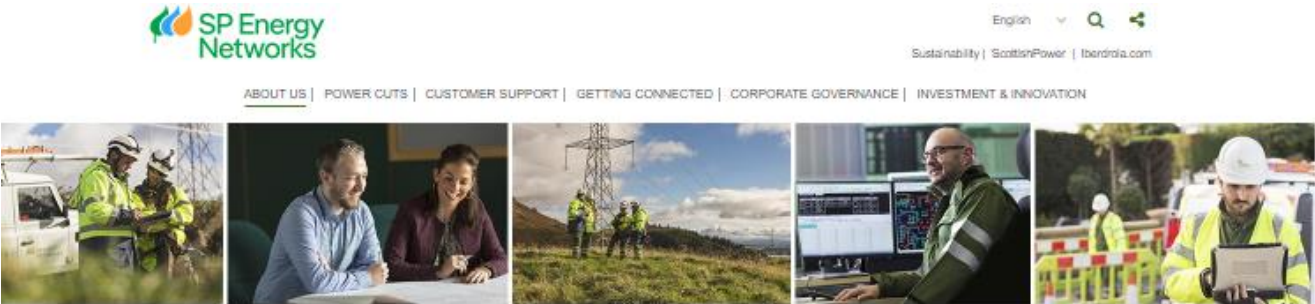 SP Energy
Networks
English
Sustainability | ScottishPower | Iberdrola.com
ABOUT US | POWER CUTS | CUSTOMER SUPPORT | GETTING CONNECTED | CORPORATE GOVERNANCE | INVESTMENT & INNOVATION